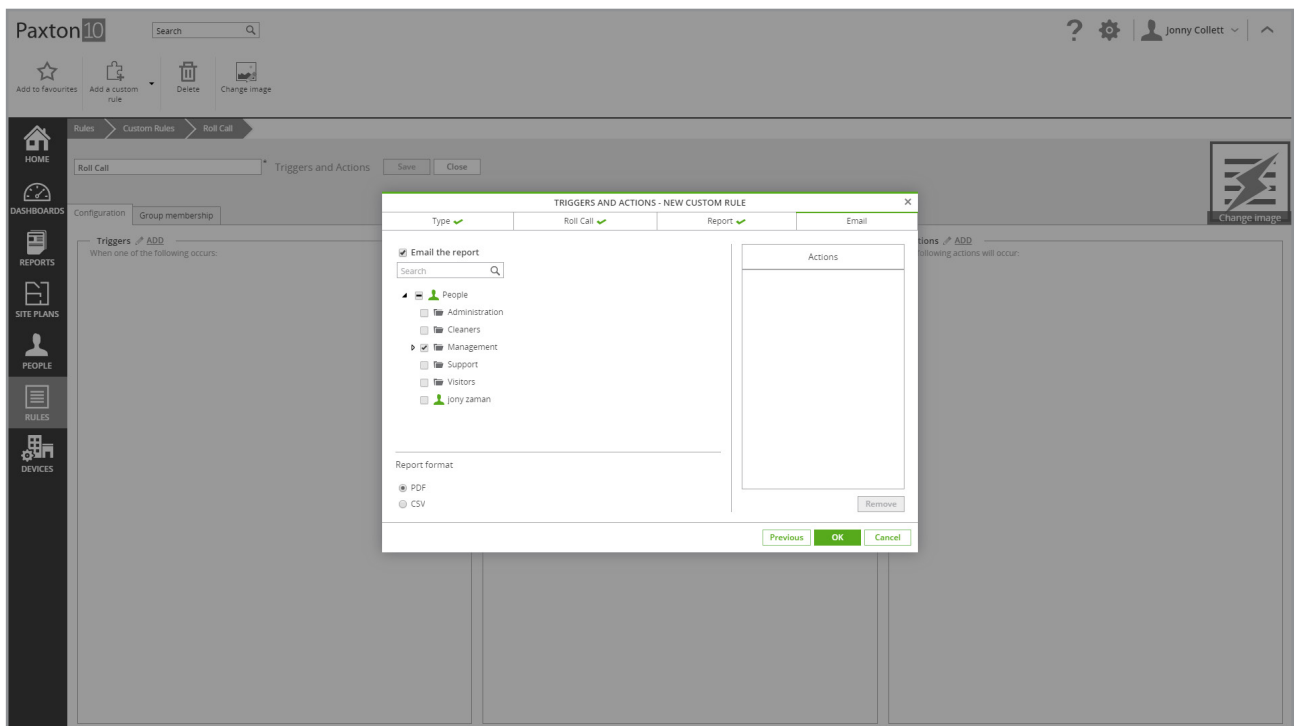 Paxton 10
Search
Jonny Collett
Add to favourites
Add a custom rule
Delete
Change image
HOME
DASHBOARDS
REPORTS
SITE PLANS
PEOPLE
RULES
DEVICES
Rules Custom Rules Roll Call
Roll Call * Triggers and Actions Save Close
Change image
Configuration Group membership
Triggers ADD
When one of the following occurs:
tions ADD
following actions will occur:
TRIGGERS AND ACTIONS - NEW CUSTOM RULE ×
Type Roll Call Report Email
Email the report
Search
People
Administration
Cleaners
Management
Support
Visitors
jony zaman
Report format
PDF
CSV
Actions
Remove
Previous OK Cancel